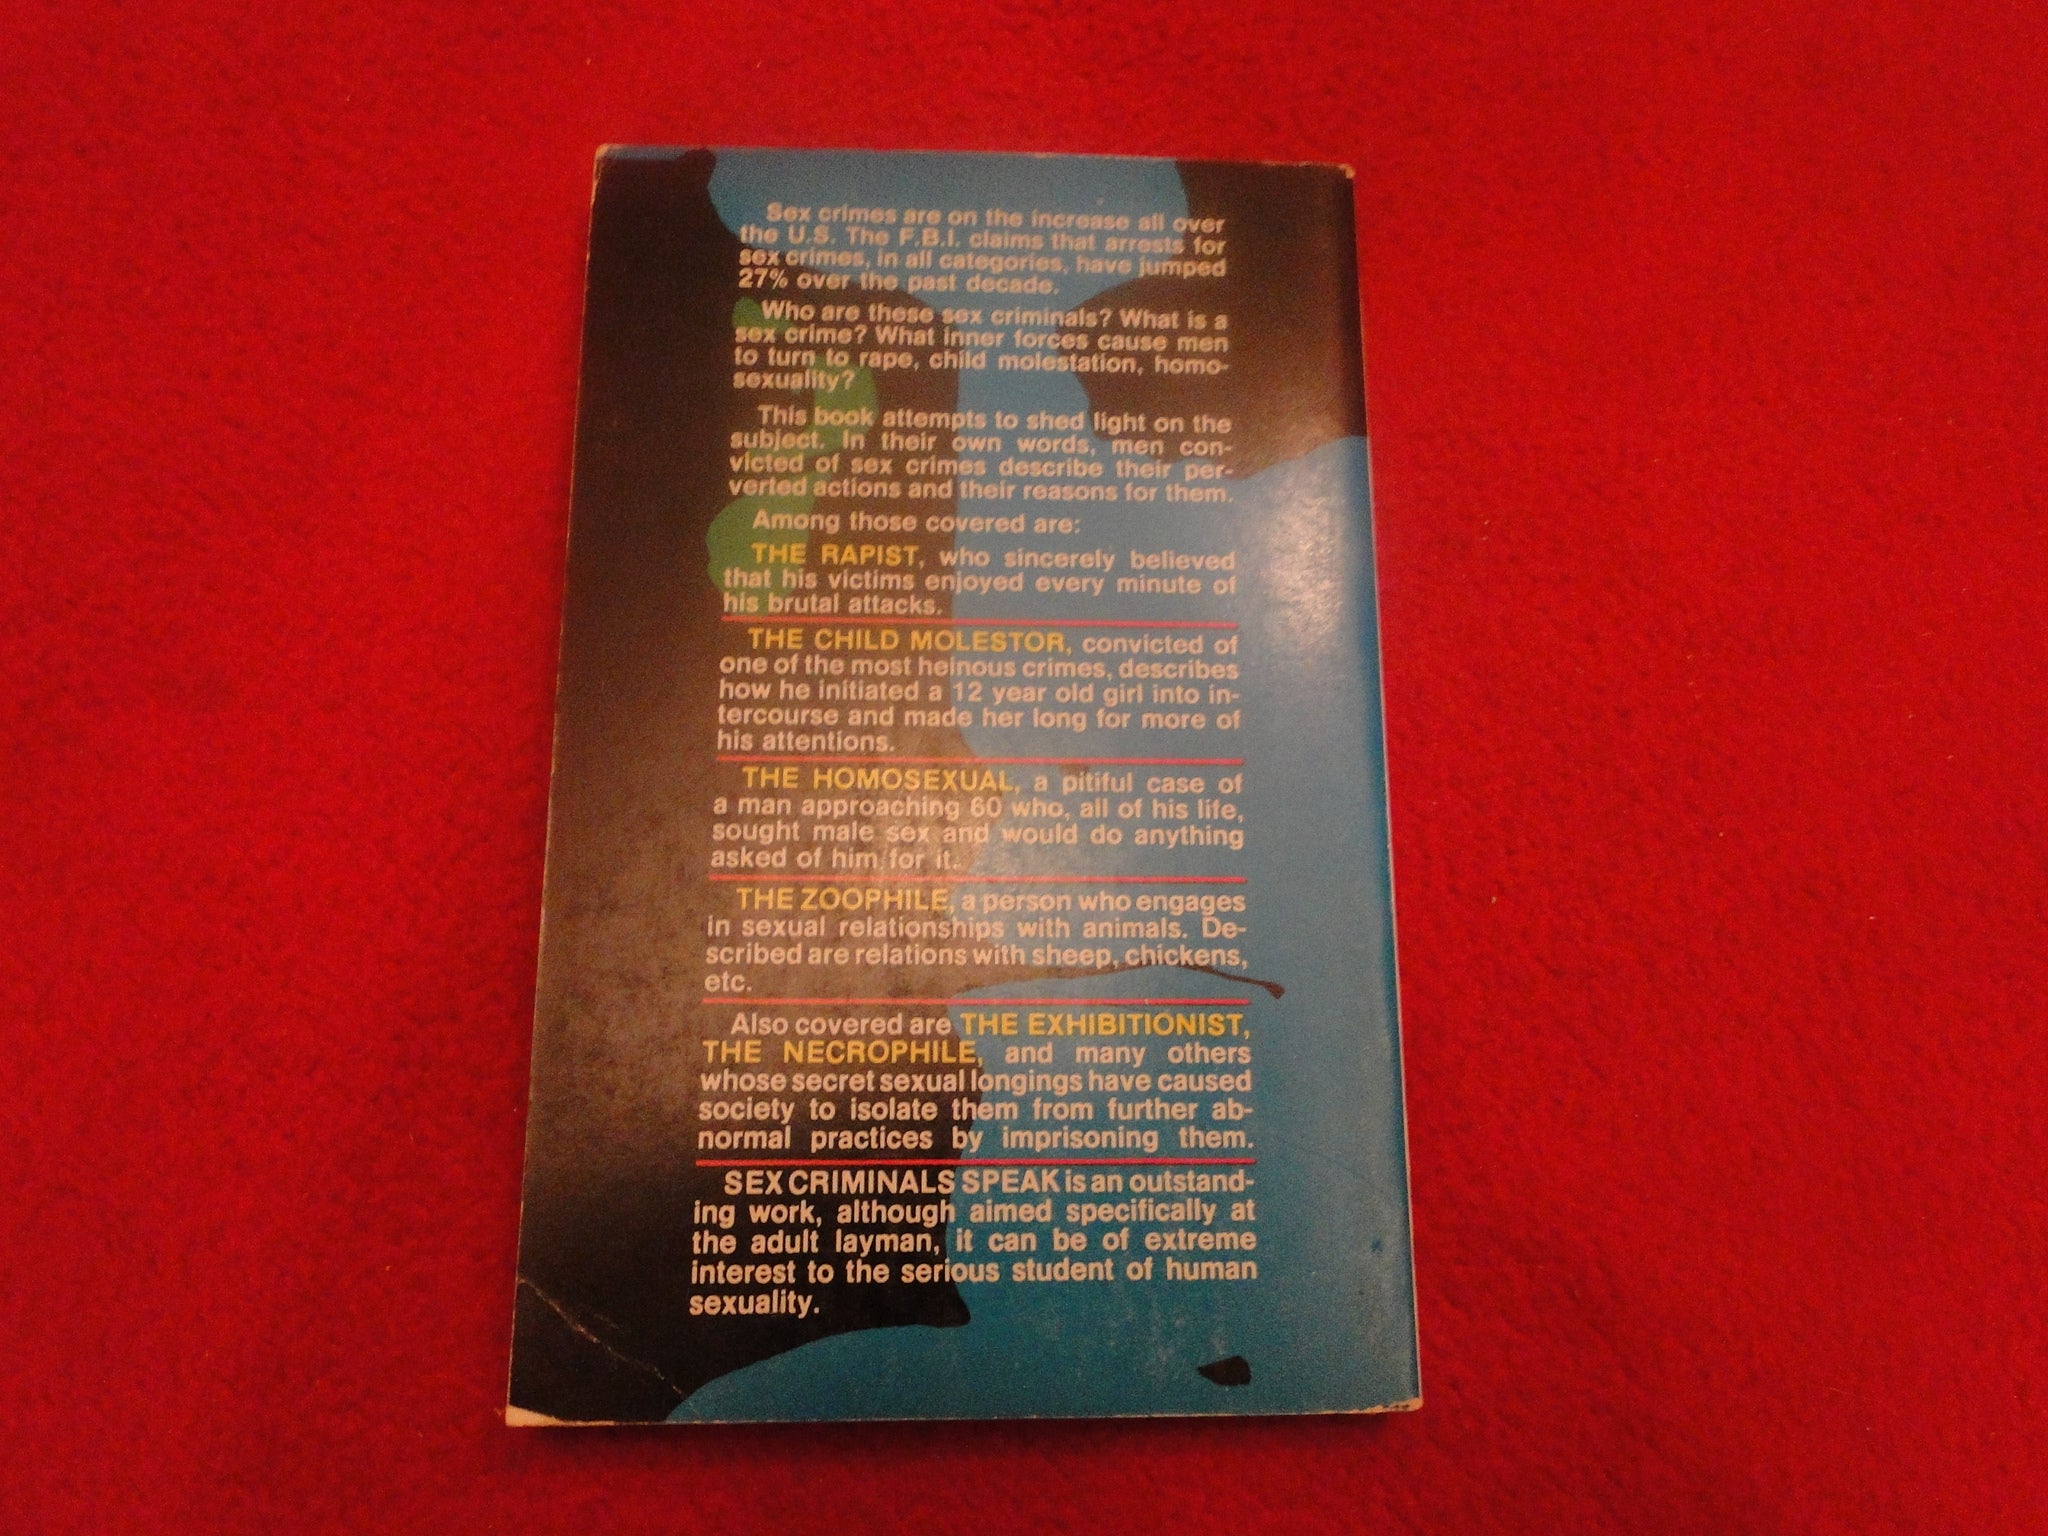 Sex crimes are on the increase all over
the U.S. The F.B.I. claims that arrests for
sex crimes, in all categories, have jumped
27% over the past decade.
Who are these sex criminals? What is a
sex crime? What inner forces cause men
to turn to rape, child molestation, homo-
sexuality?
This book attempts to shed light on the
subject. In their own words, men con-
victed of sex crimes describe their per-
verted actions and their reasons for them.
Among those covered are:
THE RAPIST, who sincerely believed
that his victims enjoyed every minute of
his brutal attacks.
THE CHILD MOLESTOR, convicted of
one of the most heinous crimes, describes
how he initiated a 12 year old girl into in-
tercourse and made her long for more of
his attentions.
THE HOMOSEXUAL, a pitiful case of
a man approaching 60 who, all of his life,
sought male sex and would do anything
asked of him for it.
THE ZOOPHILE, a person who engages
in sexual relationships with animals. De-
scribed are relations with sheep, chickens,
etc.
Also covered are THE EXHIBITIONIST,
THE NECROPHILE, and many others
whose secret sexual longings have caused
society to isolate them from further ab-
normal practices by imprisoning them.
SEX CRIMINALS SPEAK is an outstand-
ing work, although aimed specifically at
the adult layman, it can be of extreme
interest to the serious student of human
sexuality.